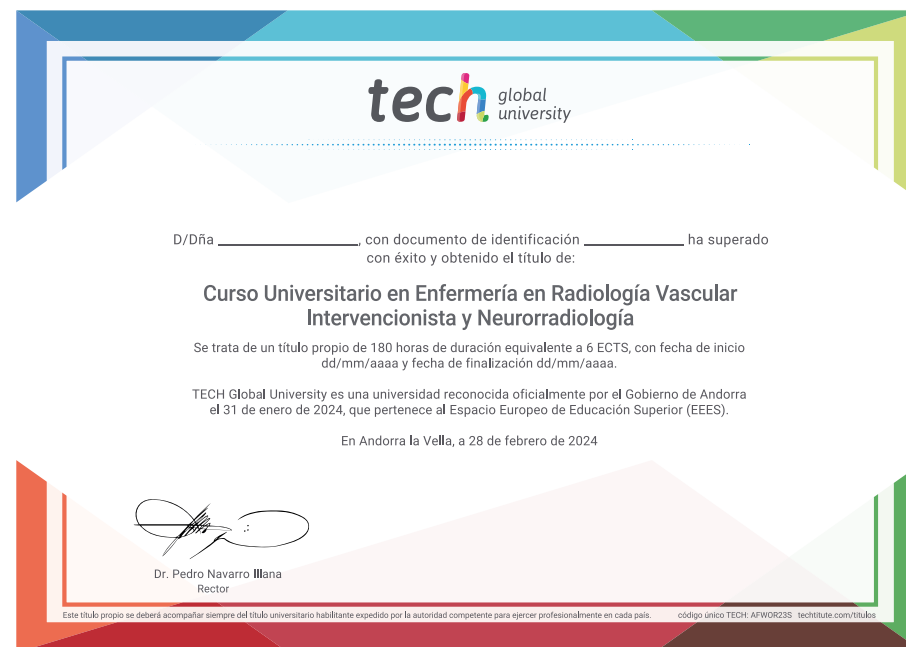 tech global university
D/Dña ____________________, con documento de identificación ______________ ha superado
con éxito y obtenido el título de:
Curso Universitario en Enfermería en Radiología Vascular
Intervencionista y Neurorradiología
Se trata de un título propio de 180 horas de duración equivalente a 6 ECTS, con fecha de inicio
dd/mm/aaaa y fecha de finalización dd/mm/aaaa.
TECH Global University es una universidad reconocida oficialmente por el Gobierno de Andorra
el 31 de enero de 2024, que pertenece al Espacio Europeo de Educación Superior (EEES).
En Andorra la Vella, a 28 de febrero de 2024
Dr. Pedro Navarro Illana
Rector
Este título propio se deberá acompañar siempre del título universitario habilitante expedido por la autoridad competente para ejercer profesionalmente en cada país. código único TECH: AFWOR23S techtitute.com/titulos